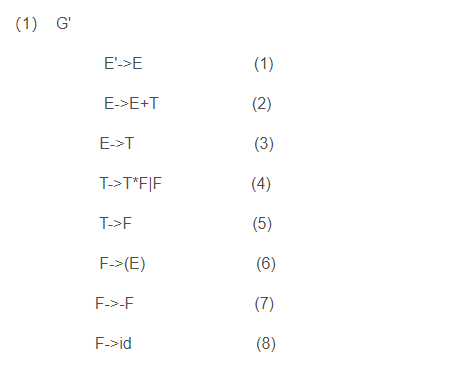 (1) G'
E'->E (1)
E->E+T (2)
E->T (3)
T->T*F|F (4)
T->F (5)
F->(E) (6)
F->-F (7)
F->id (8)